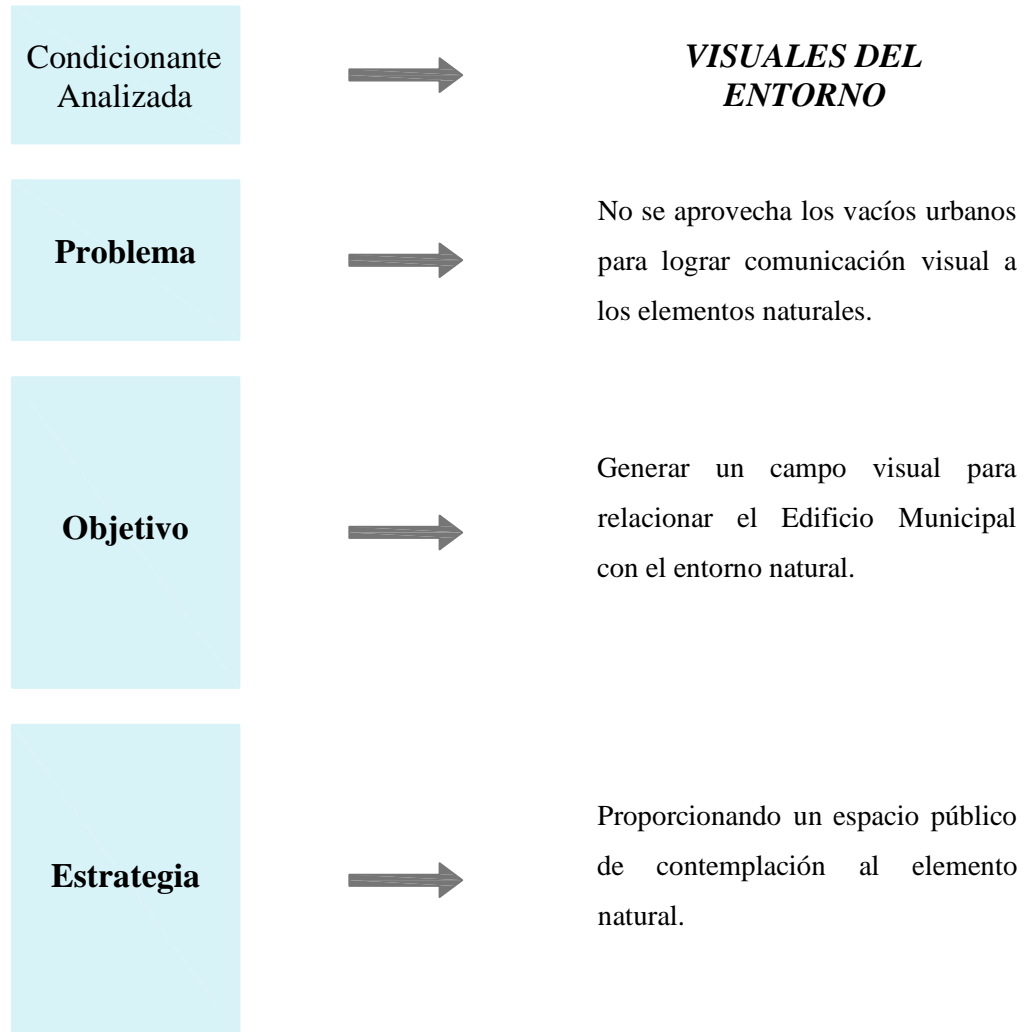 Condicionante
Analizada
VISUALES DEL
ENTORNO
Problema
No se aprovecha los vacíos urbanos
para lograr comunicación visual a
los elementos naturales.
Objetivo
Generar un campo visual para
relacionar el Edificio Municipal
con el entorno natural.
Estrategia
Proporcionando un espacio público
de contemplación al elemento
natural.